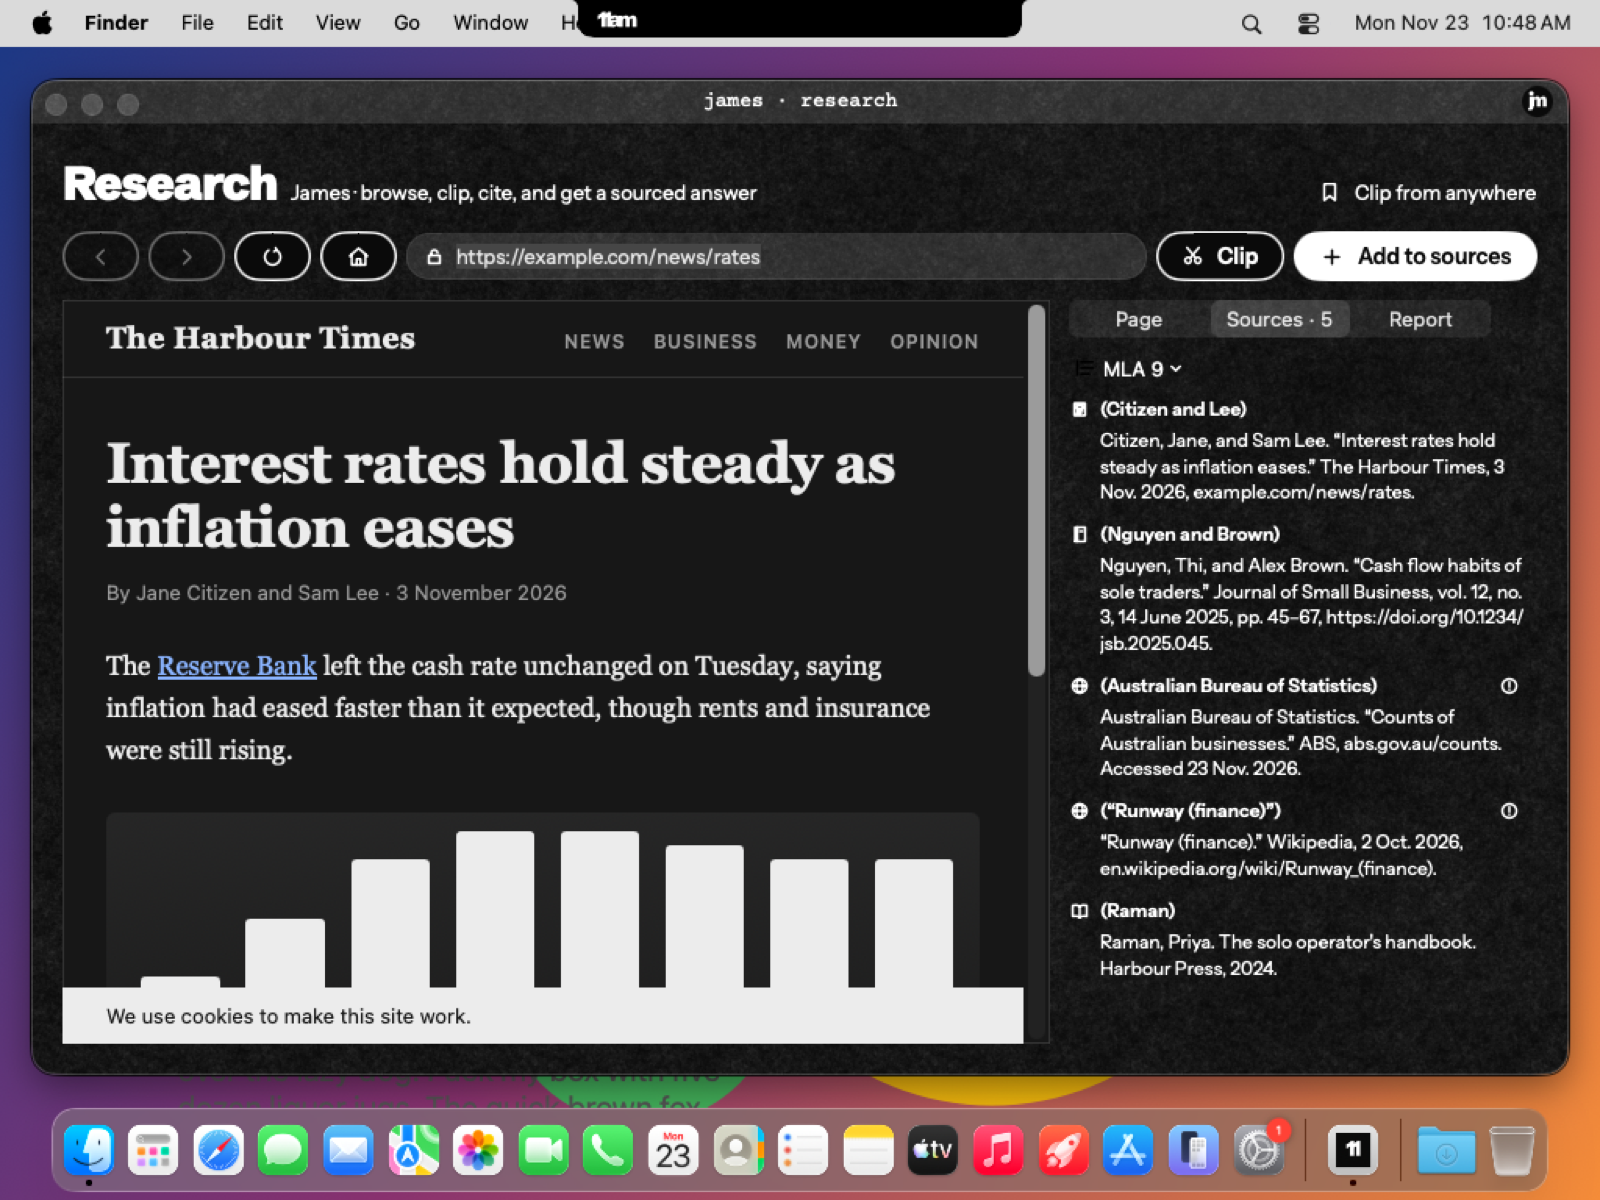 Finder File Edit View Go Window
11am
Mon Nov 23 10:48 AM
james · research
jm
Research
James · browse, clip, cite, and get a sourced answer
Clip from anywhere
https://example.com/news/rates
Clip
+ Add to sources
The Harbour Times
NEWS BUSINESS MONEY OPINION
Interest rates hold steady as
inflation eases
By Jane Citizen and Sam Lee · 3 November 2026
The Reserve Bank left the cash rate unchanged on Tuesday, saying
inflation had eased faster than it expected, though rents and insurance
were still rising.
We use cookies to make this site work.
Page Sources · 5 Report
MLA 9
(Citizen and Lee)
Citizen, Jane, and Sam Lee. “Interest rates hold
steady as inflation eases.” The Harbour Times, 3
Nov. 2026, example.com/news/rates.
(Nguyen and Brown)
Nguyen, Thi, and Alex Brown. “Cash flow habits of
sole traders.” Journal of Small Business, vol. 12, no.
3, 14 June 2025, pp. 45–67, https://doi.org/10.1234/
jsb.2025.045.
(Australian Bureau of Statistics)
Australian Bureau of Statistics. “Counts of
Australian businesses.” ABS, abs.gov.au/counts.
Accessed 23 Nov. 2026.
(“Runway (finance)”)
“Runway (finance).” Wikipedia, 2 Oct. 2026,
en.wikipedia.org/wiki/Runway_(finance).
(Raman)
Raman, Priya. The solo operator’s handbook.
Harbour Press, 2024.
box with five
quick brown fox
Mon
23
tv
1
11